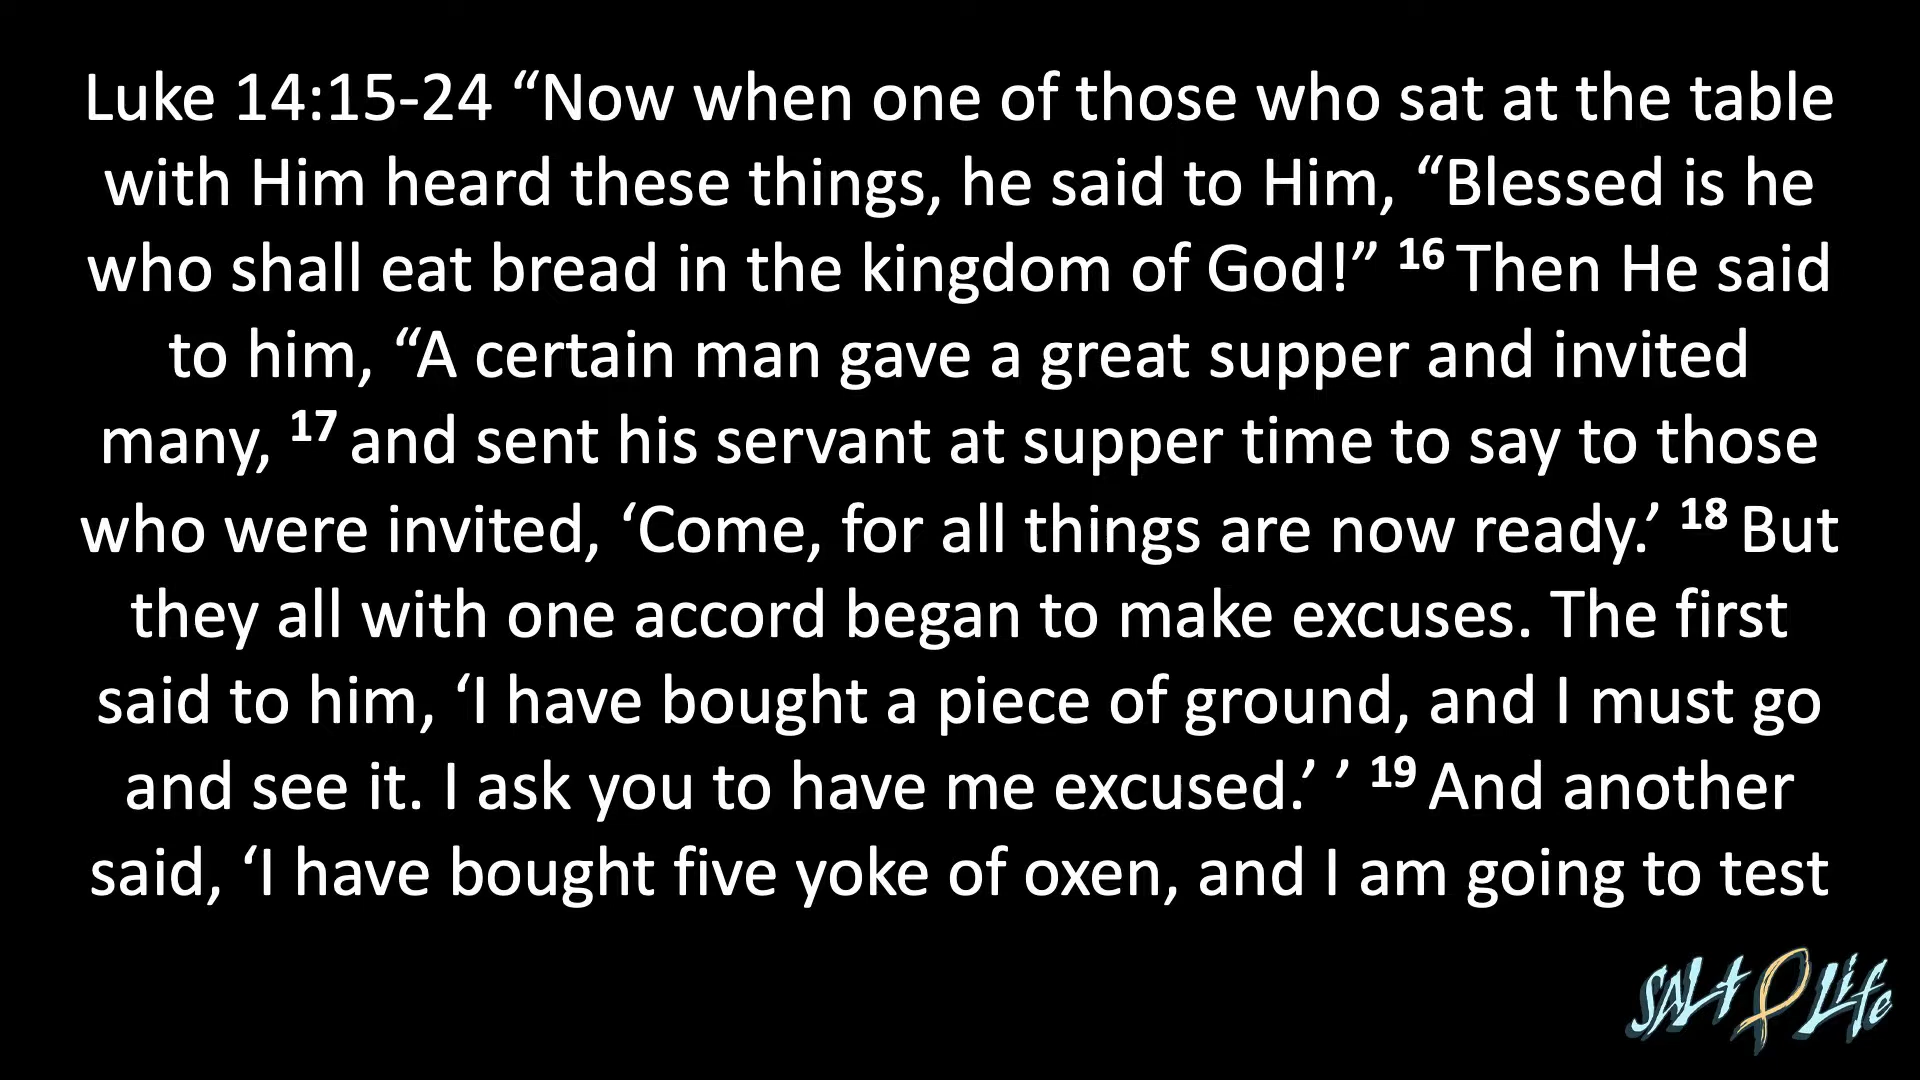 Luke 14:15-24 “Now when one of those who sat at the table
with Him heard these things, he said to Him, “Blessed is he
who shall eat bread in the kingdom of God!” 16 Then He said
to him, “A certain man gave a great supper and invited
many, 17 and sent his servant at supper time to say to those
who were invited, ‘Come, for all things are now ready.’ 18 But
they all with one accord began to make excuses. The first
said to him, ‘I have bought a piece of ground, and I must go
and see it. I ask you to have me excused.’ ’ 19 And another
said, ‘I have bought five yoke of oxen, and I am going to test
SALT Life